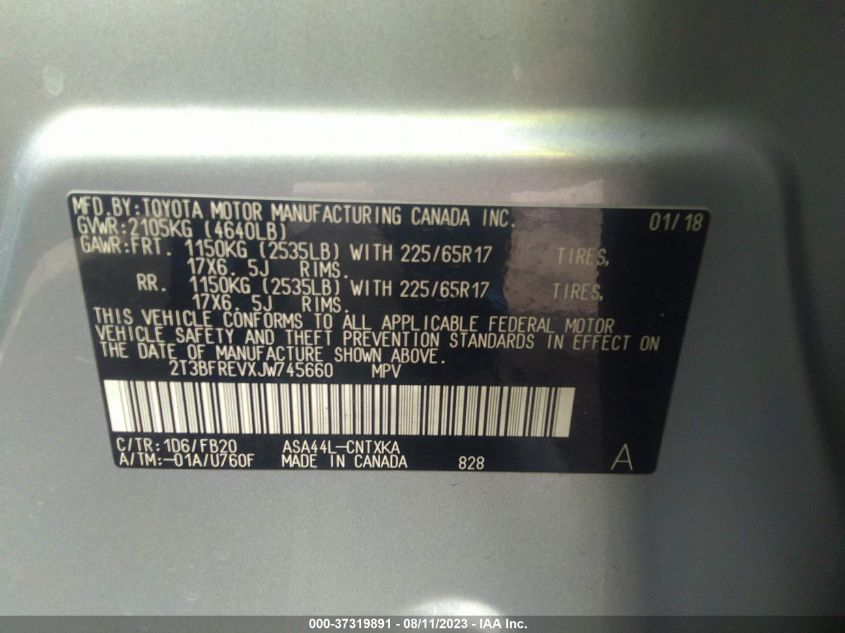 MFD.BY:TOYOTA MOTOR MANUFACTURING CANADA INC. 01/18
GVWR:2105KG (4640LB)
GAWR:FRT. 1150KG (2535LB) WITH 225/65R17 TIRES,
17X6.5J RIMS.
RR. 1150KG (2535LB) WITH 225/65R17 TIRES,
17X6.5J RIMS.
THIS VEHICLE CONFORMS TO ALL APPLICABLE FEDERAL MOTOR
VEHICLE SAFETY AND THEFT PREVENTION STANDARDS IN EFFECT ON
THE DATE OF MANUFACTURE SHOWN ABOVE.
2T3BFREVXJW745660 MPV
C/TR:1D6/FB20 ASA44L-CNTXKA
A/TM:-01A/U760F MADE IN CANADA 828 A
000-37319891 - 08/11/2023 - IAA Inc.